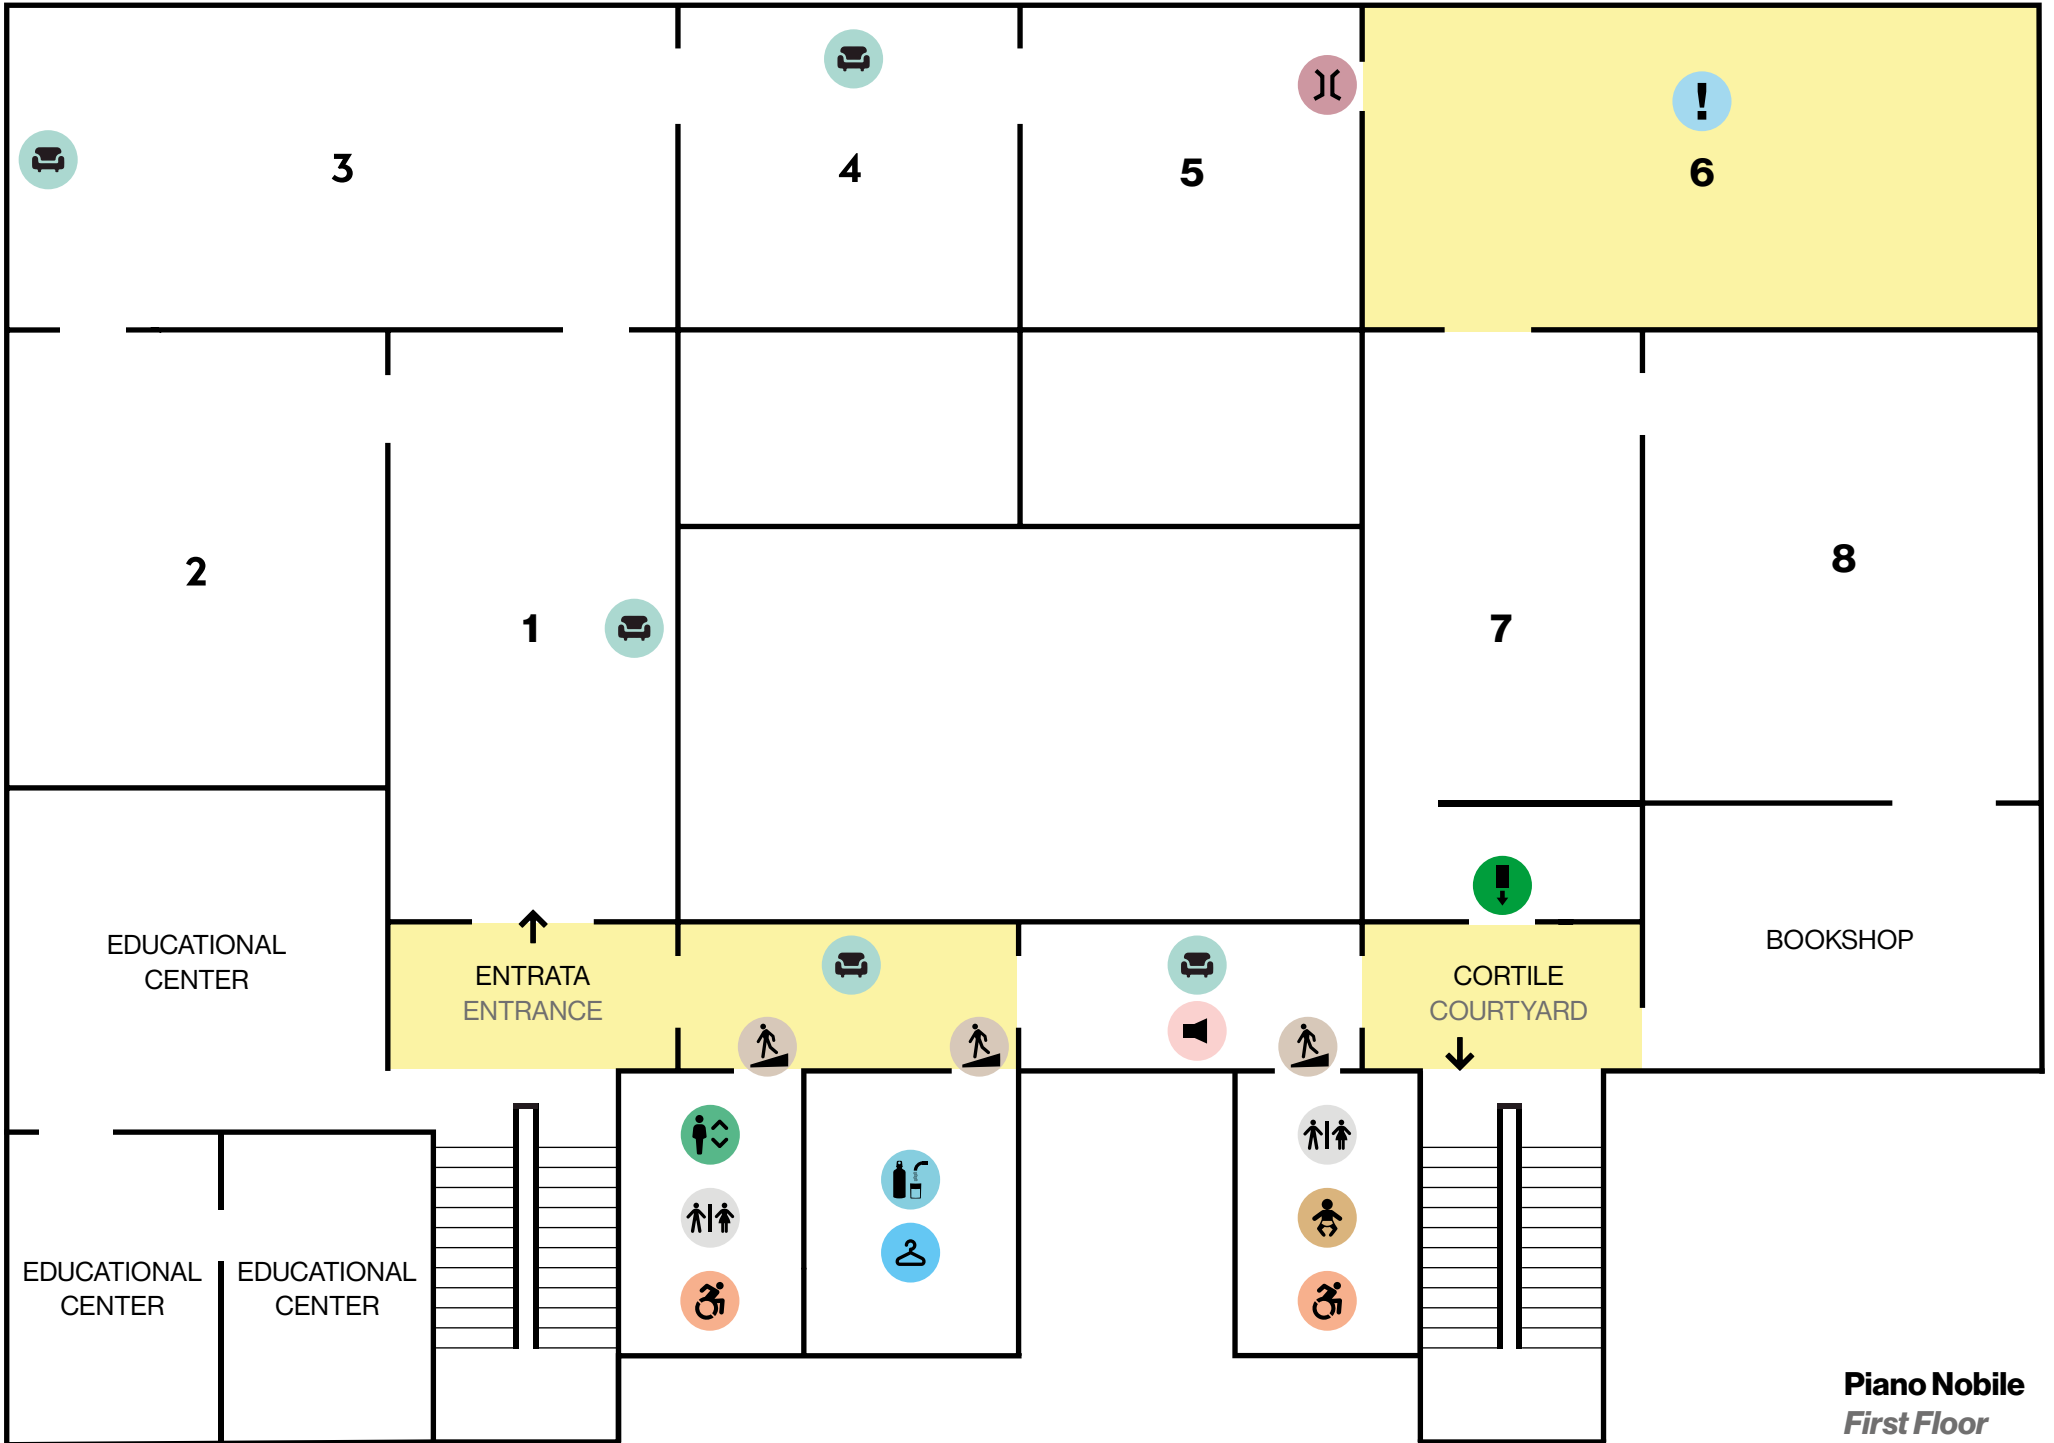 3
4
5
!
6
2
1
7
8
EDUCATIONAL
CENTER
ENTRATA
ENTRANCE
CORTILE
COURTYARD
BOOKSHOP
EDUCATIONAL
CENTER
EDUCATIONAL
CENTER
Piano Nobile
First Floor